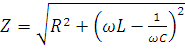 Z = √(R² + (ωL − 1/(ωC))²)